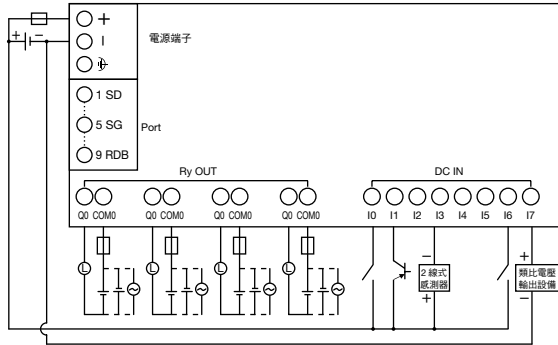 +
−
電源端子
+ −
1 SD
5 SG
Port
9 RDB
Ry OUT
DC IN
Q0 COM0 Q0 COM0 Q0 COM0 Q0 COM0 I0 I1 I2 I3 I4 I5 I6 I7
L L L L
−
2 線式
感測器
+
+
類比電壓
輸出設備
−